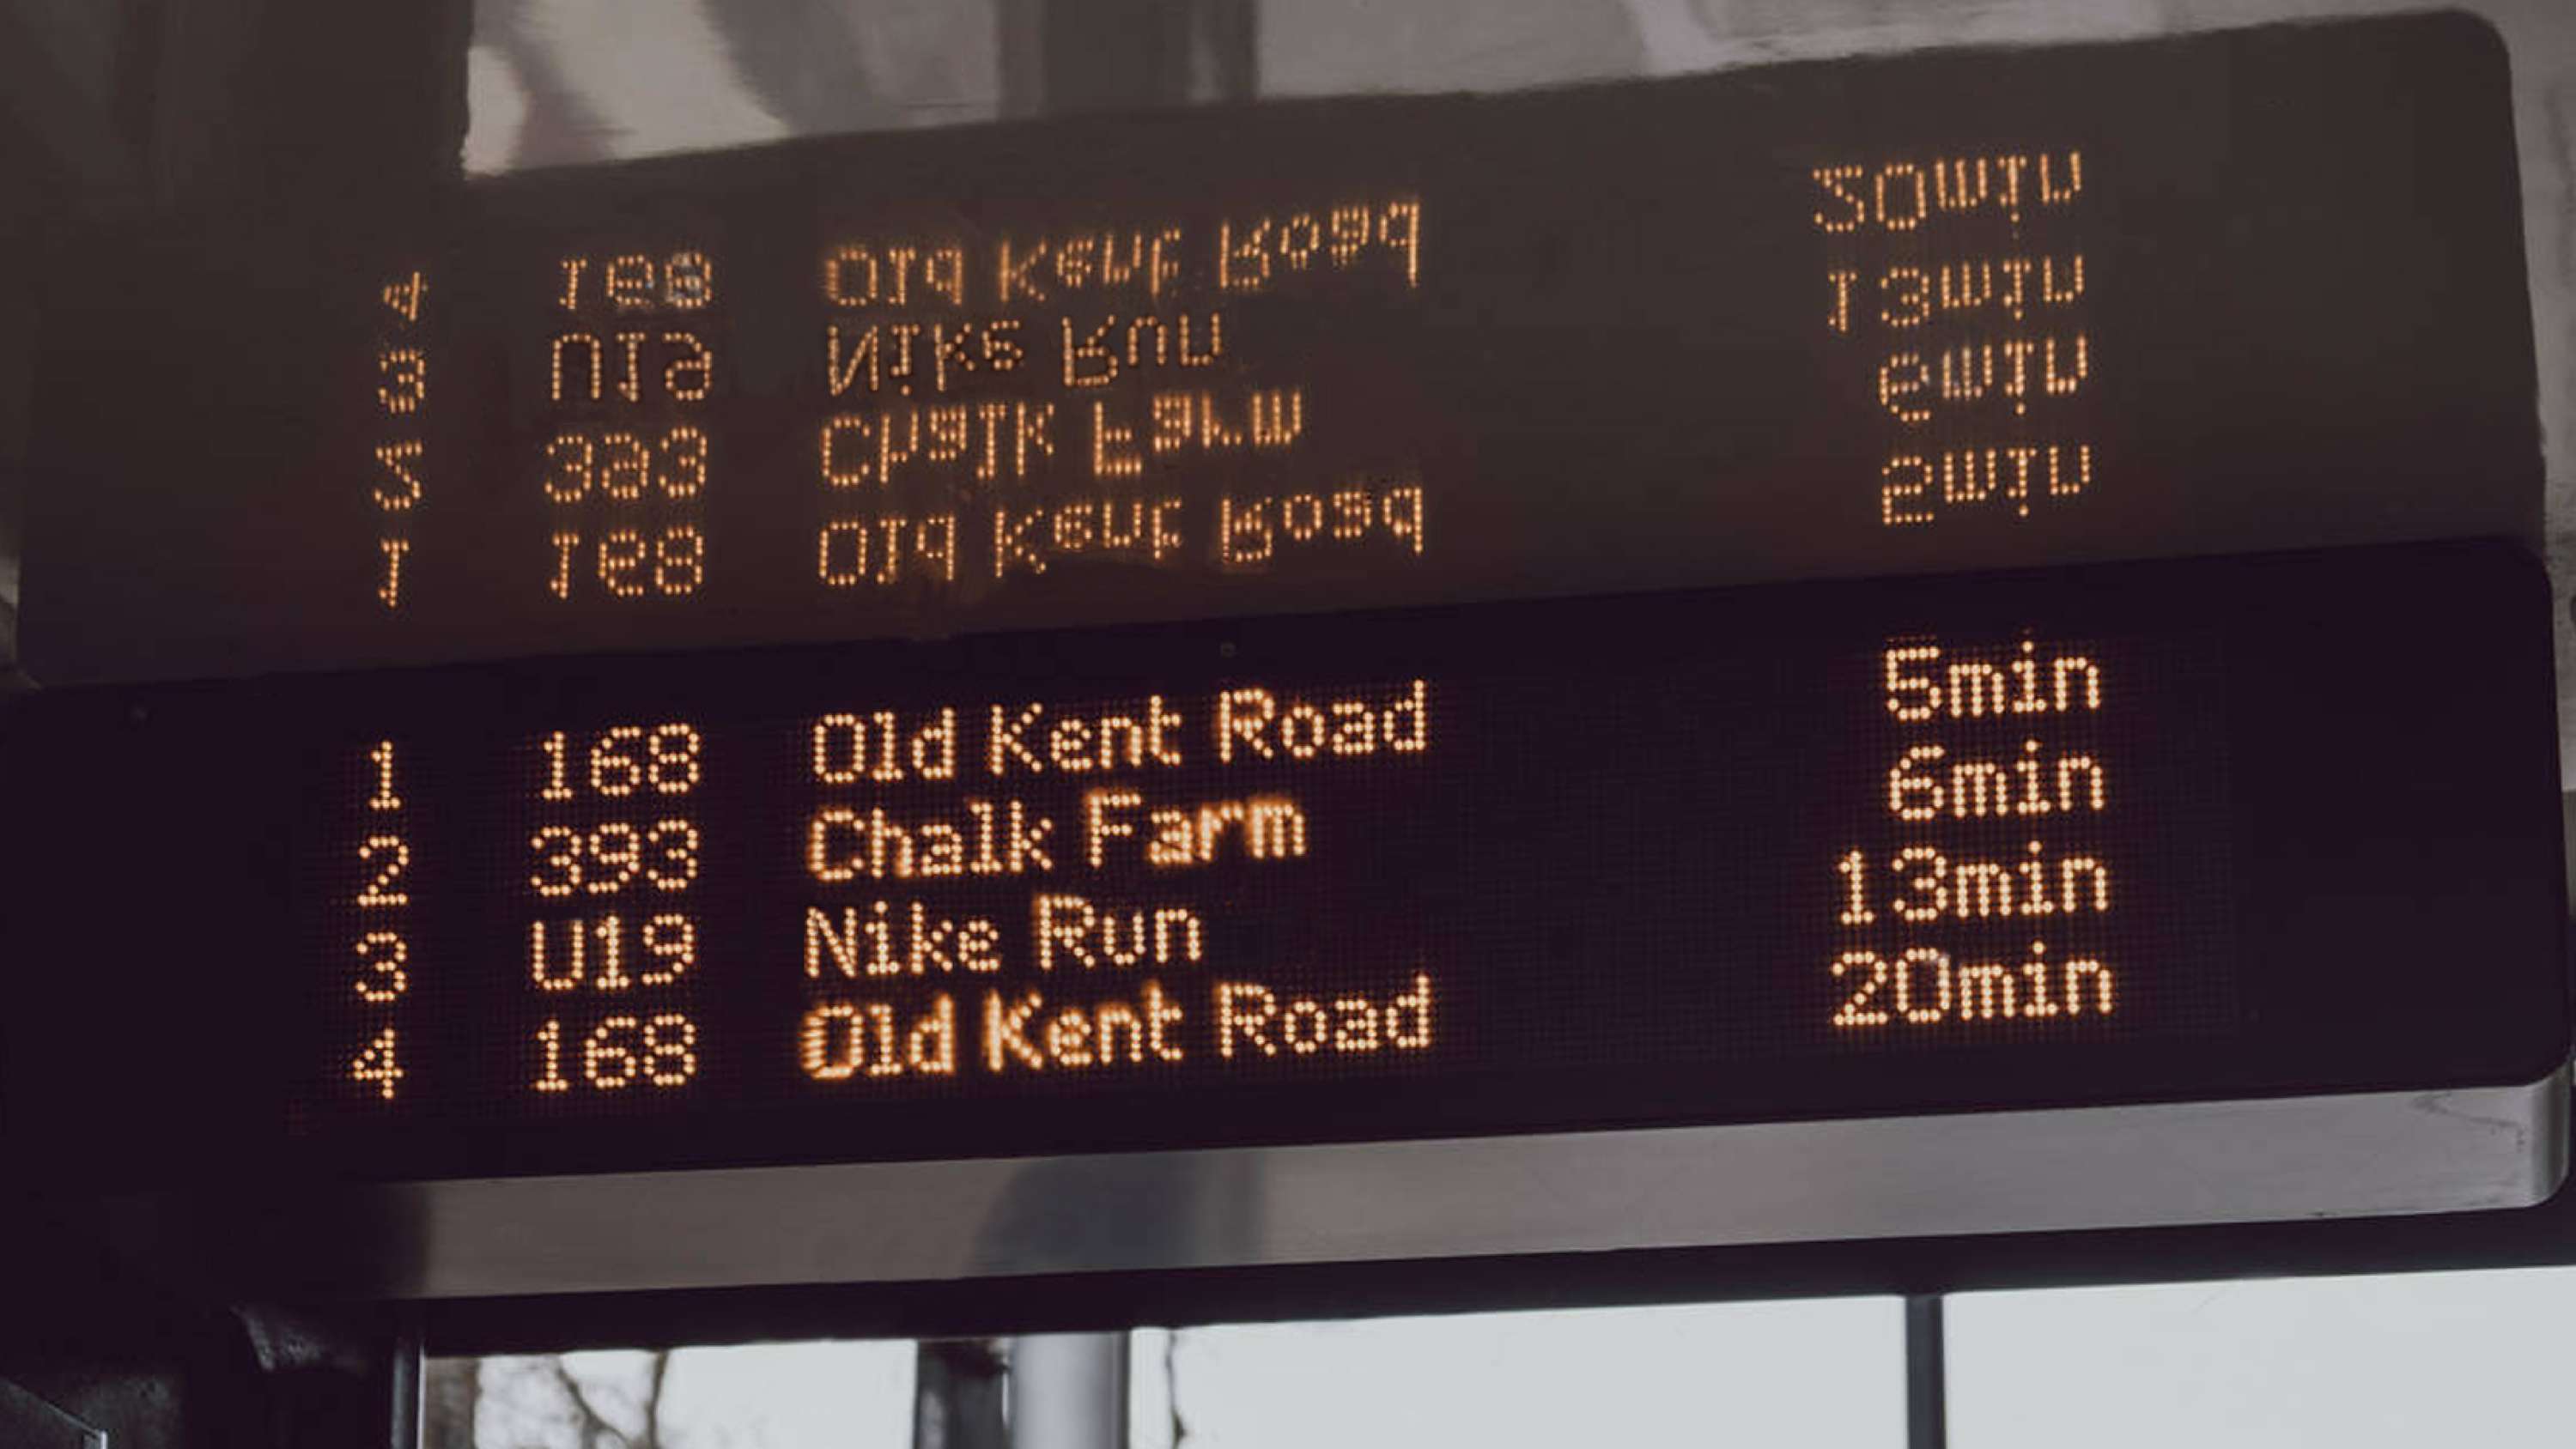 1 168 Old Kent Road 5min
2 393 Chalk Farm 6min
3 U19 Nike Run 13min
4 168 Old Kent Road 20min